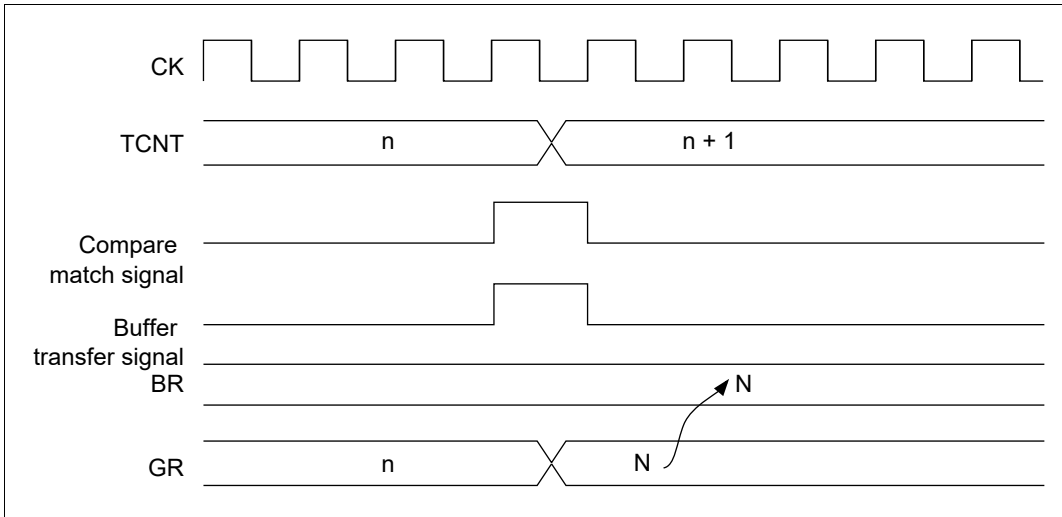 CK
TCNT n n + 1
Compare
match signal
Buffer
transfer signal
BR N
GR n N